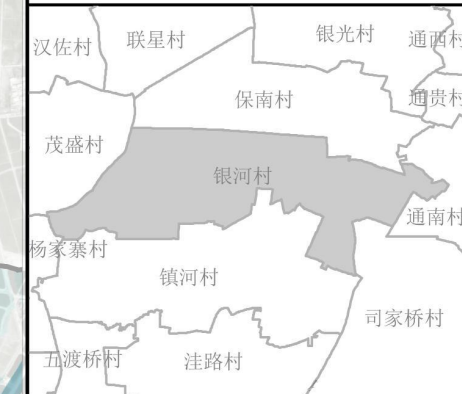 汉佐村
联星村
银光村
通西村
保南村
通贵村
茂盛村
银河村
通南村
杨家寨村
镇河村
司家桥村
五渡桥村
洼路村